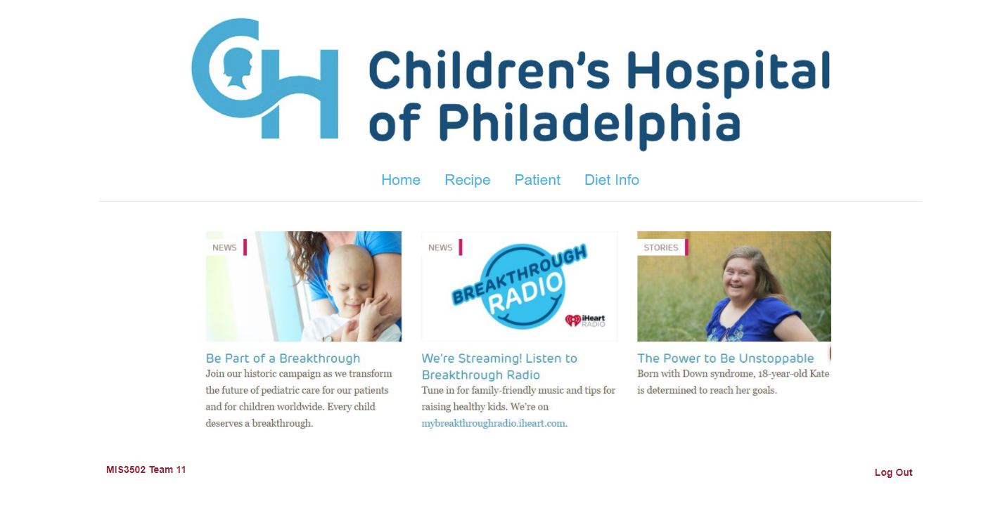 CH Children's Hospital
of Philadelphia
Home Recipe Patient Diet Info
NEWS
Be Part of a Breakthrough
Join our historic campaign as we transform
the future of pediatric care for our patients
and for children worldwide. Every child
deserves a breakthrough.
NEWS
BREAKTHROUGH
RADIO
iHeart
RADIO
We're Streaming! Listen to
Breakthrough Radio
Tune in for family-friendly music and tips for
raising healthy kids. We're on
mybreakthroughradio.iheart.com.
STORIES
The Power to Be Unstoppable
Born with Down syndrome, 18-year-old Kate
is determined to reach her goals.
MIS3502 Team 11
Log Out